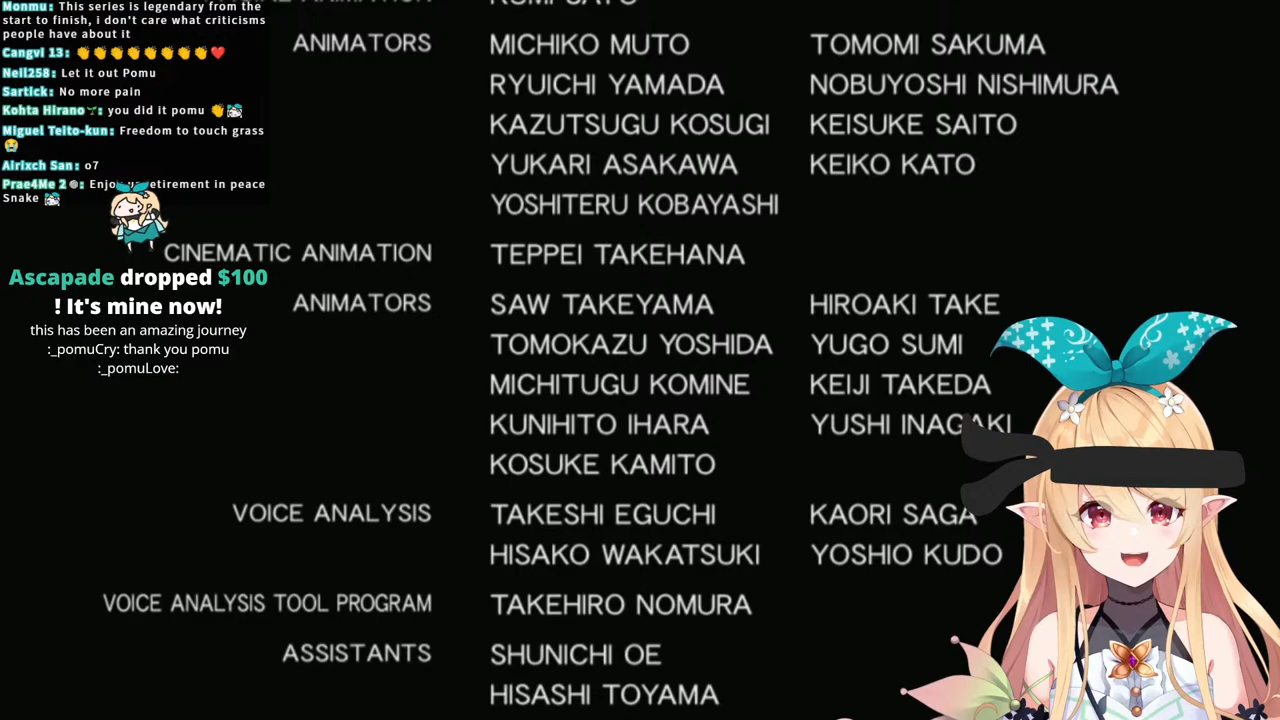 Monmu: This series is legendary from the
start to finish, i don't care what criticisms
people have about it
Cangvl 13: 👏👏👏👏👏👏👏👏❤️
Neil258: Let it out Pomu
Sartick: No more pain
Kohta Hirano🌱: you did it pomu 👏
Miguel Teito-kun: Freedom to touch grass
😭
Airixch San: o7
Prae4Me 2: Enjoy retirement in peace
Snake
Ascapade dropped $100
! It's mine now!
this has been an amazing journey
:_pomuCry: thank you pomu
:_pomuLove:
ANIMATORS MICHIKO MUTO TOMOMI SAKUMA
RYUICHI YAMADA NOBUYOSHI NISHIMURA
KAZUTSUGU KOSUGI KEISUKE SAITO
YUKARI ASAKAWA KEIKO KATO
YOSHITERU KOBAYASHI
CINEMATIC ANIMATION TEPPEI TAKEHANA
ANIMATORS SAW TAKEYAMA HIROAKI TAKE
TOMOKAZU YOSHIDA YUGO SUMI
MICHITUGU KOMINE KEIJI TAKEDA
KUNIHITO IHARA YUSHI INAGAKI
KOSUKE KAMITO
VOICE ANALYSIS TAKESHI EGUCHI KAORI SAGA
HISAKO WAKATSUKI YOSHIO KUDO
VOICE ANALYSIS TOOL PROGRAM TAKEHIRO NOMURA
ASSISTANTS SHUNICHI OE
HISASHI TOYAMA